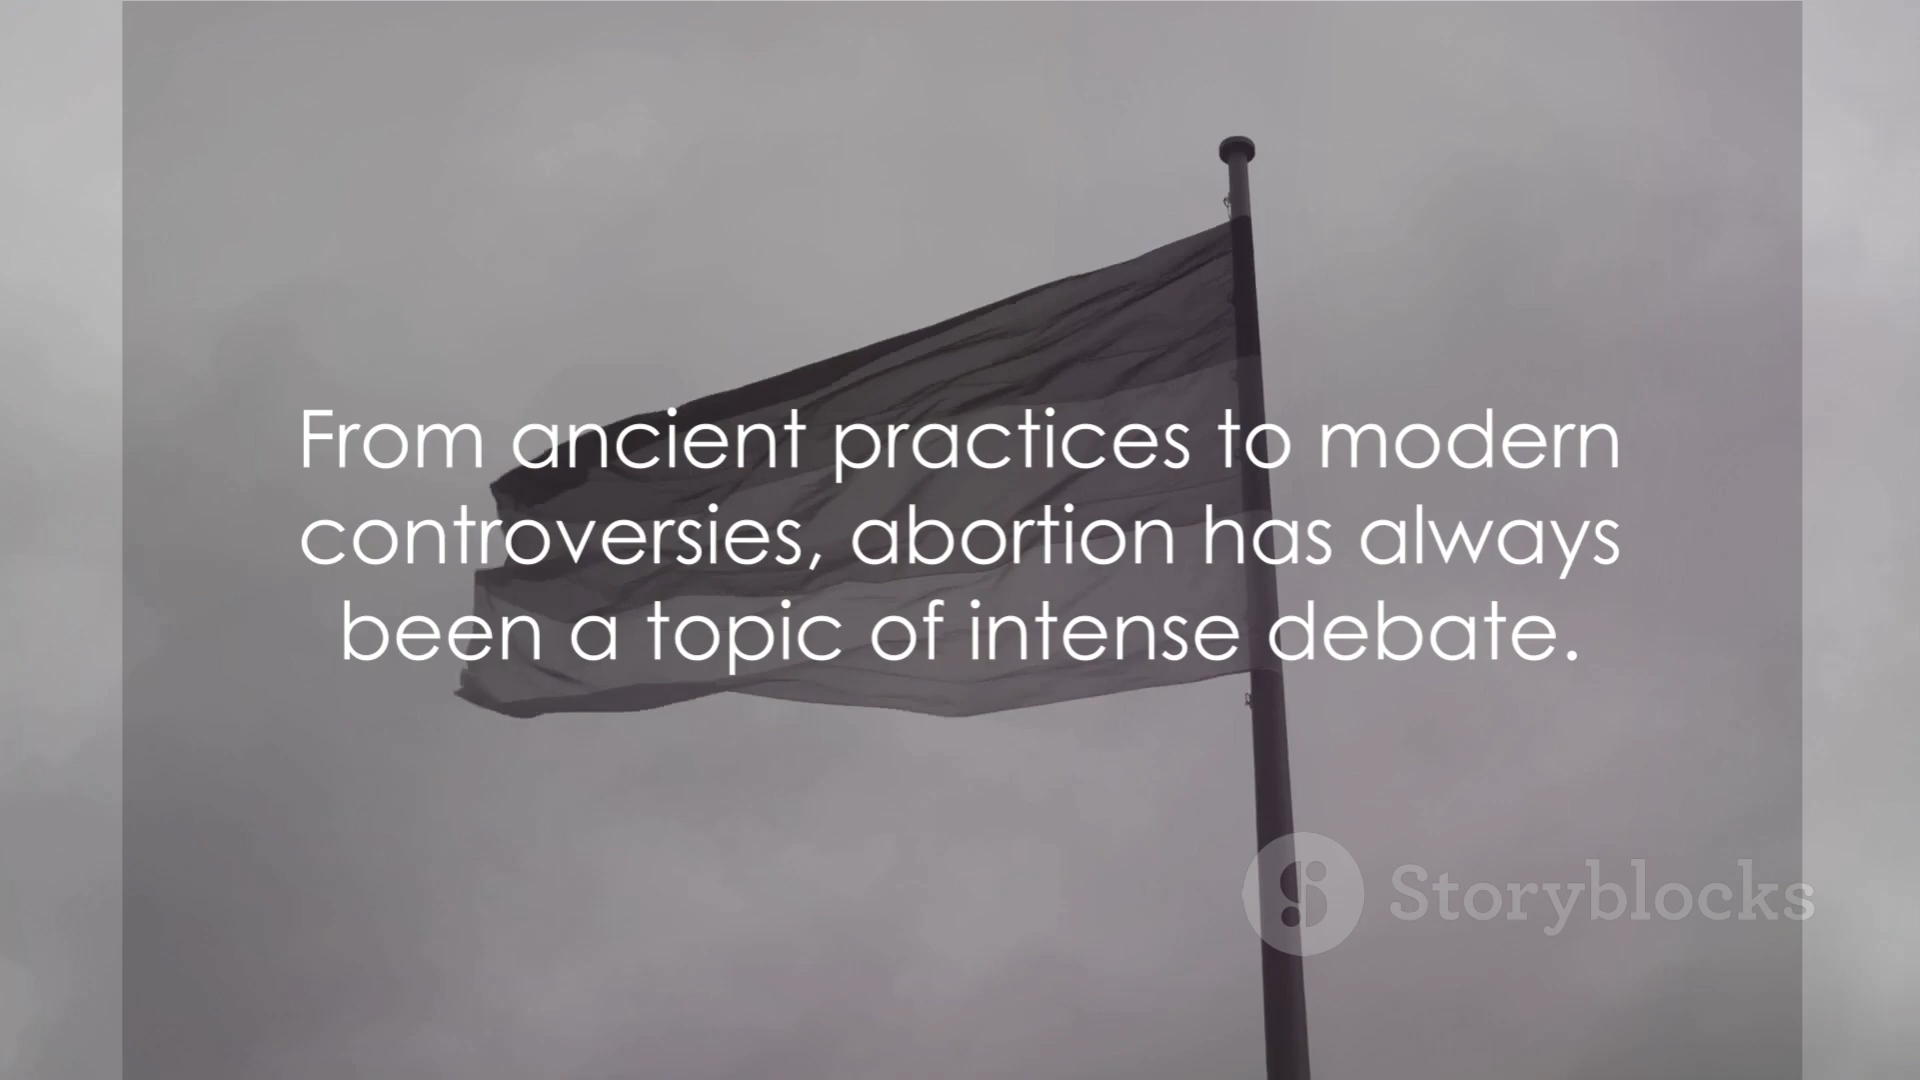 From ancient practices to modern
controversies, abortion has always
been a topic of intense debate.
Storyblocks